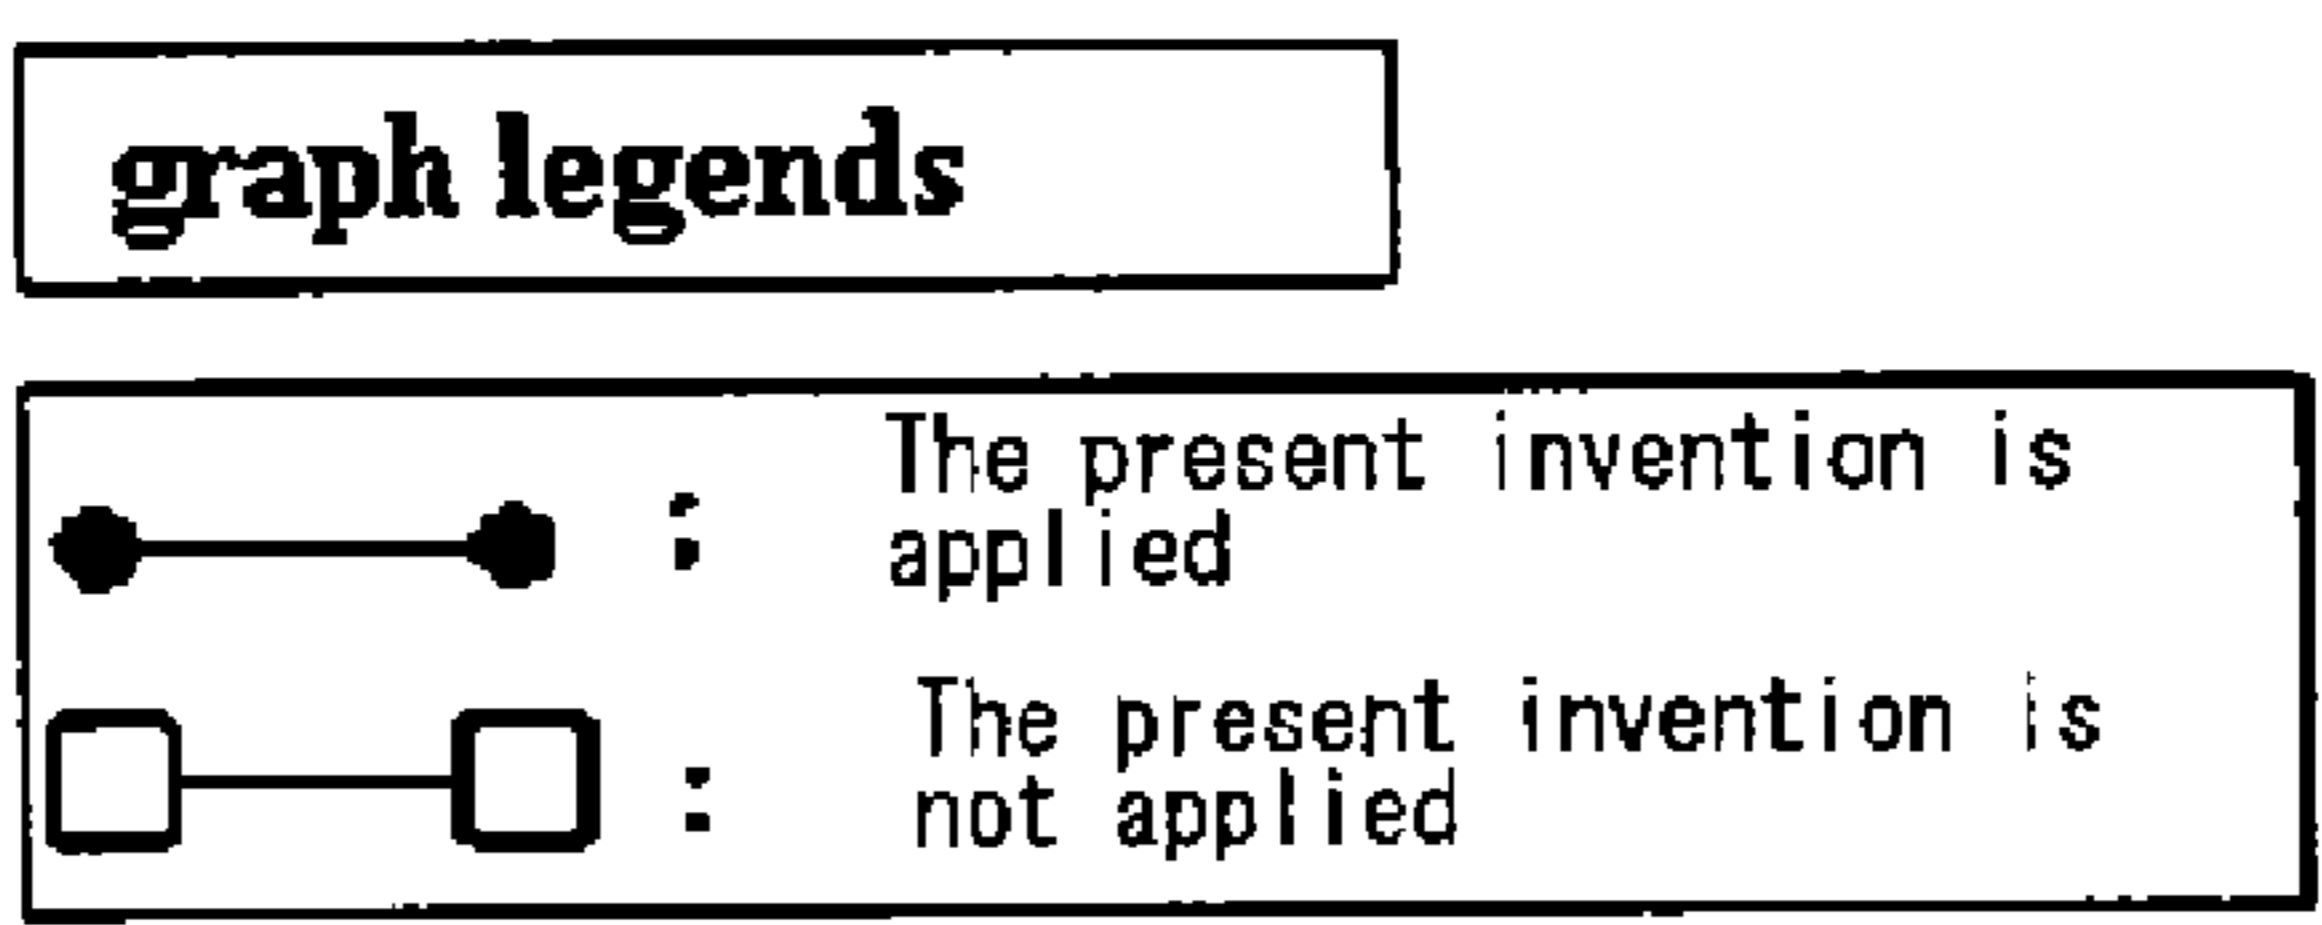 graph legends
: The present invention is
applied
: The present invention is
not applied